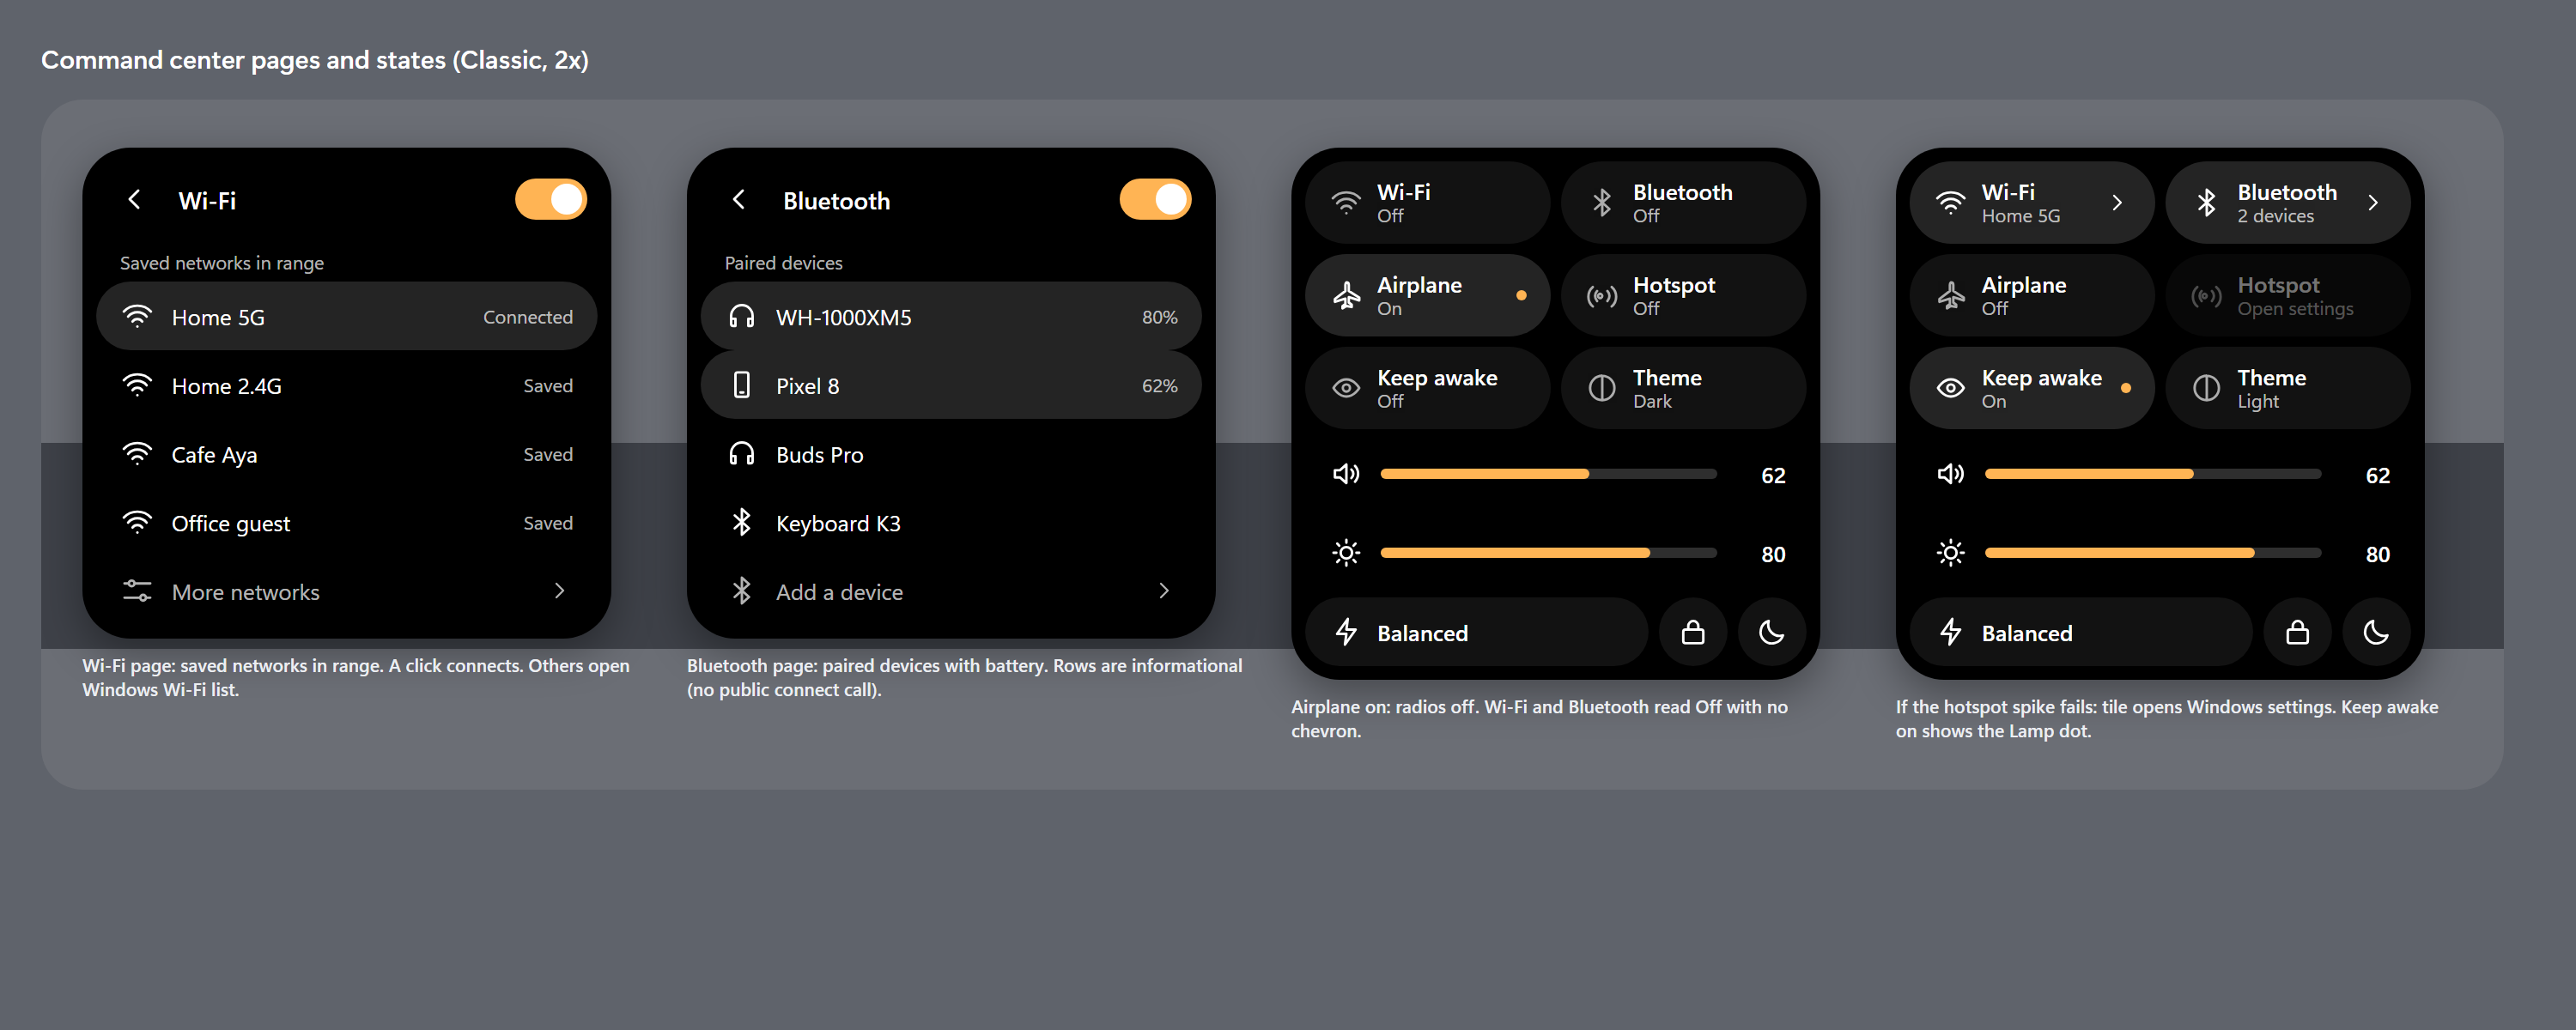 Command center pages and states (Classic, 2x)
Wi-Fi
Saved networks in range
Home 5G Connected
Home 2.4G Saved
Cafe Aya Saved
Office guest Saved
More networks
Wi-Fi page: saved networks in range. A click connects. Others open
Windows Wi-Fi list.
Bluetooth
Paired devices
WH-1000XM5 80%
Pixel 8 62%
Buds Pro
Keyboard K3
Add a device
Bluetooth page: paired devices with battery. Rows are informational
(no public connect call).
Wi-Fi
Off
Bluetooth
Off
Airplane
On
Hotspot
Off
Keep awake
Off
Theme
Dark
62
80
Balanced
Airplane on: radios off. Wi-Fi and Bluetooth read Off with no
chevron.
Wi-Fi
Home 5G
Bluetooth
2 devices
Airplane
Off
Hotspot
Open settings
Keep awake
On
Theme
Light
62
80
Balanced
If the hotspot spike fails: tile opens Windows settings. Keep awake
on shows the Lamp dot.